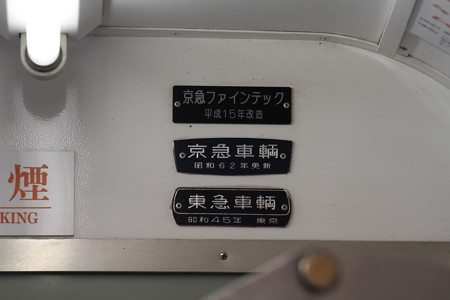 京急ファインテック
平成15年改造
京急車輌
昭和62年更新
東急車輌
昭和45年 東京
煙
KING